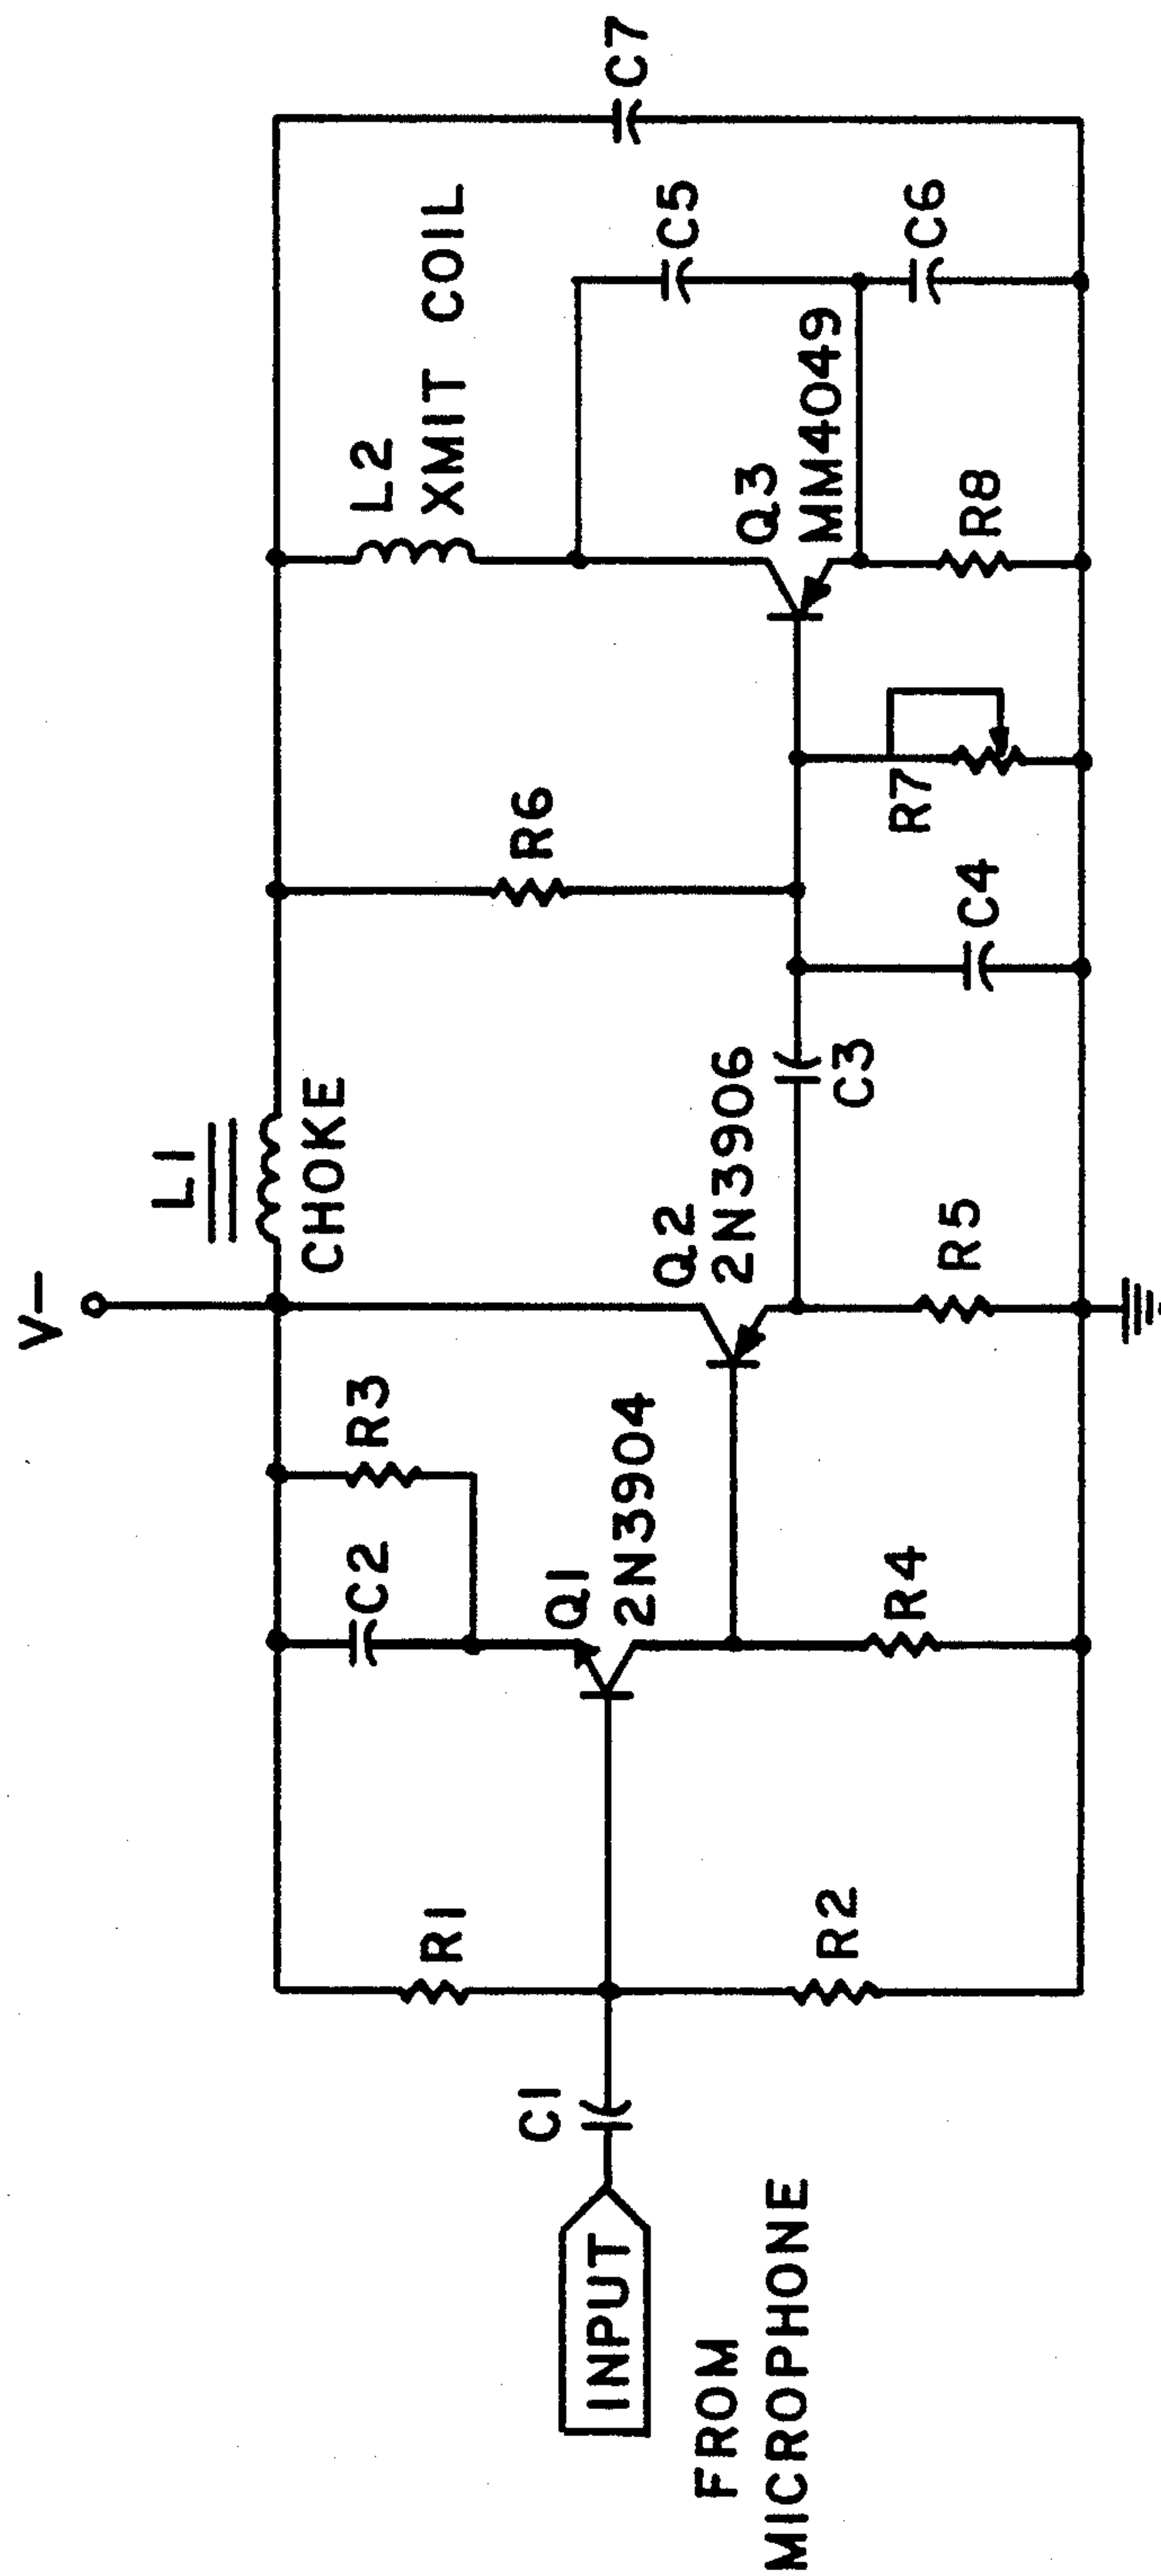 V-
L1
CHOKE
C7
R3
C2
R1
Q1
2N3904
Q2
2N3906
R6
L2
XMIT COIL
C5
C1
INPUT
FROM
MICROPHONE
R2
R4
R5
C3
C4
R7
Q3
MM4049
R8
C6